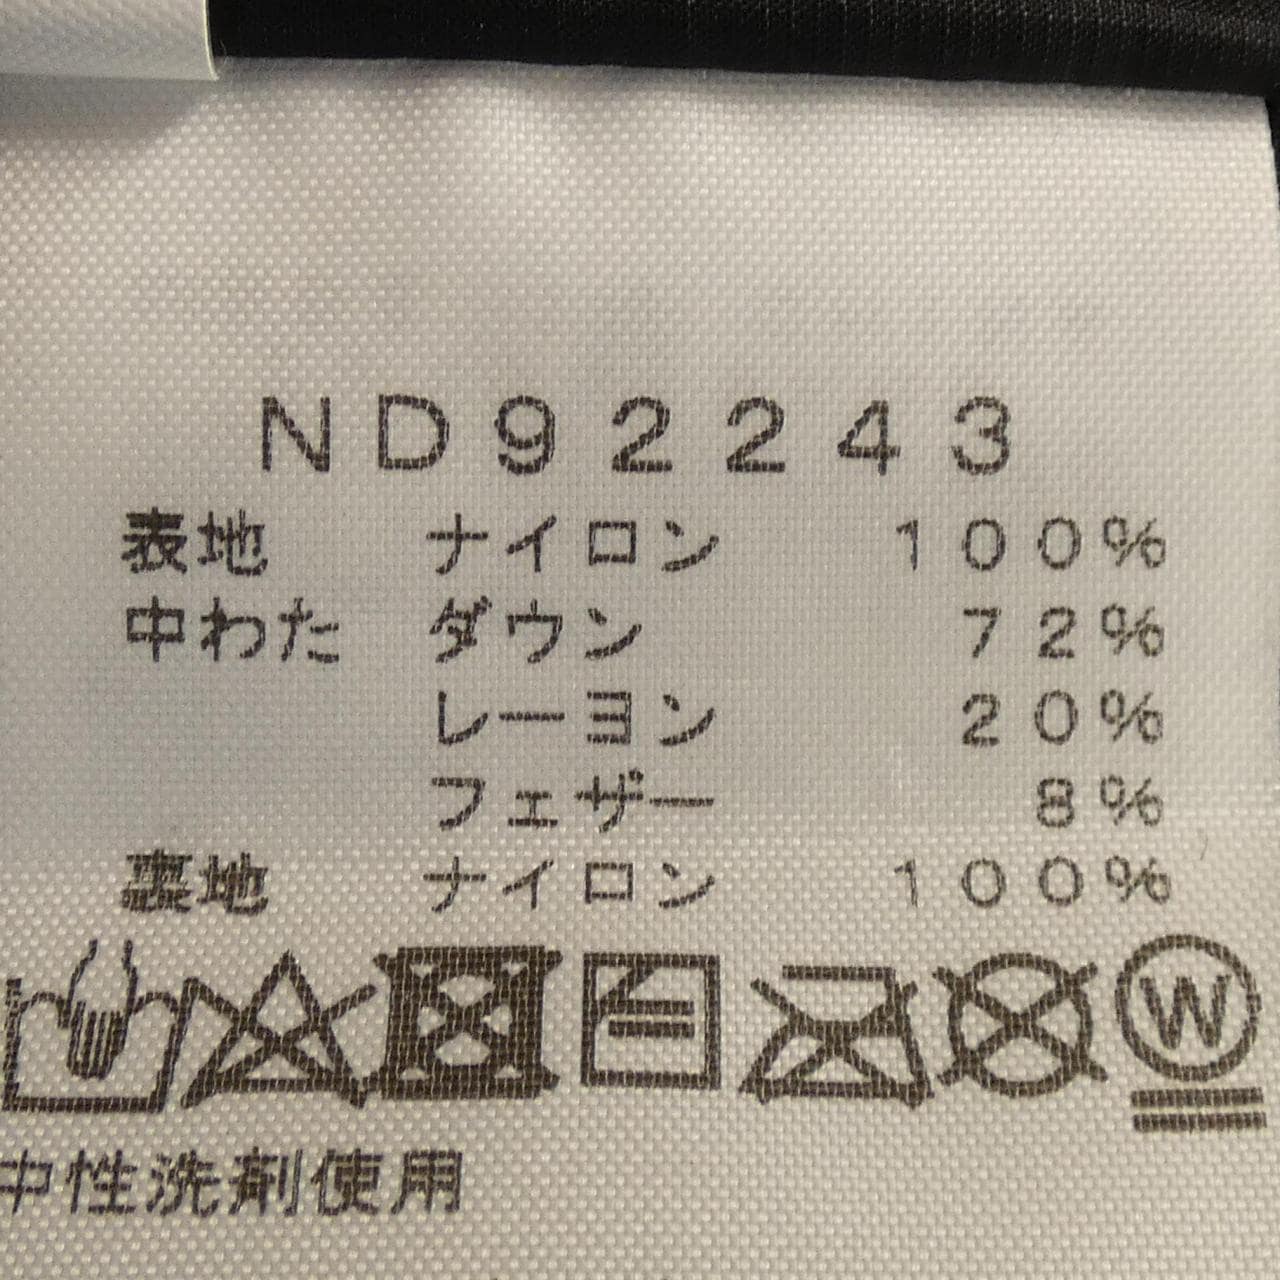 ND92243
表地 ナイロン 100%
中わた ダウン 72%
レーヨン 20%
フェザー 8%
裏地 ナイロン 100%
W
中性洗剤使用